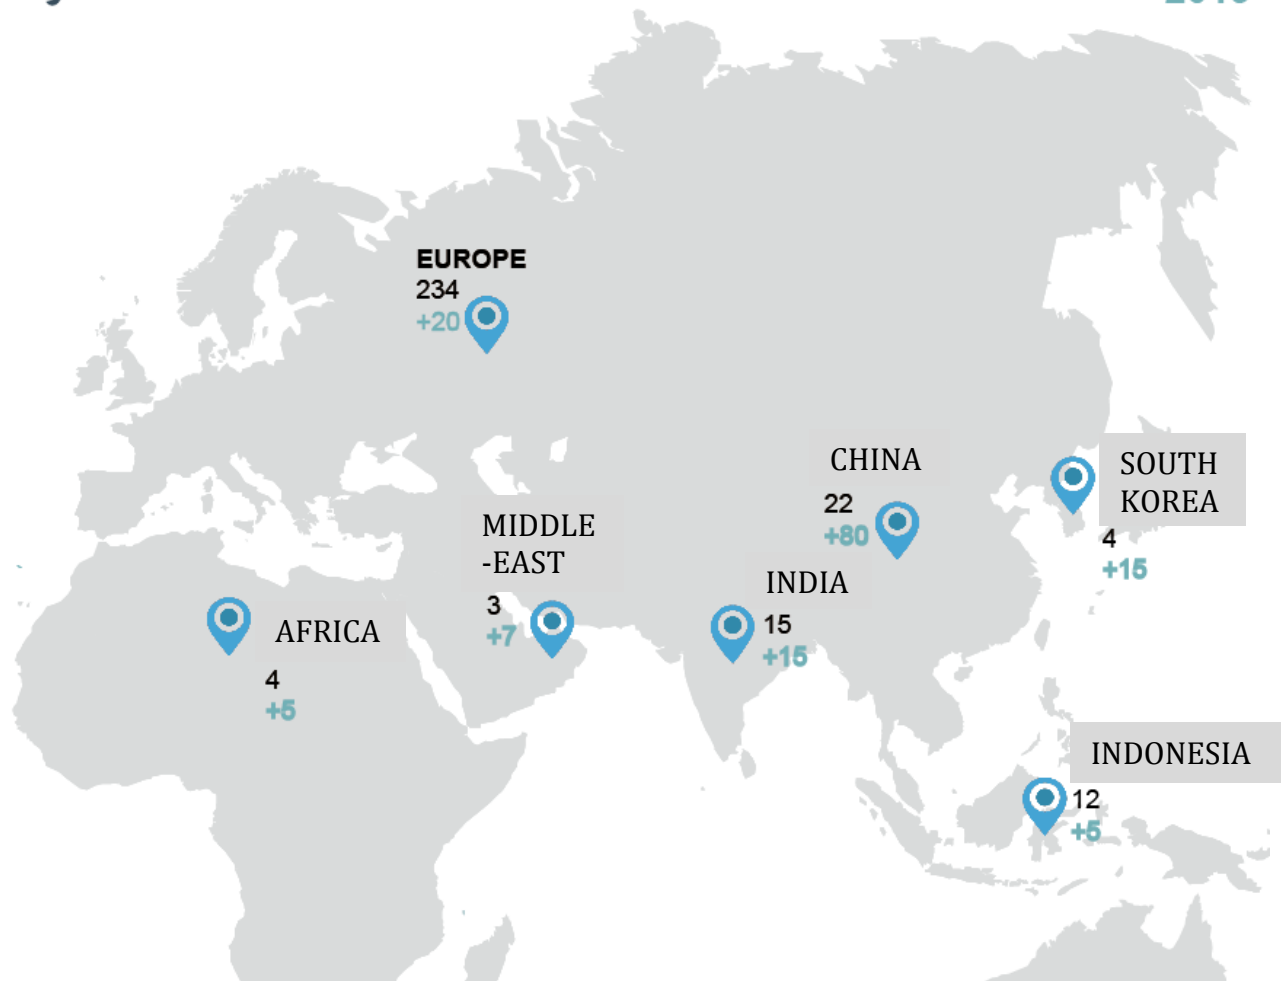 EUROPE
234
+20
CHINA
22
+80
SOUTH
KOREA
4
+15
MIDDLE
-EAST
3
+7
INDIA
15
+15
AFRICA
4
+5
INDONESIA
12
+5